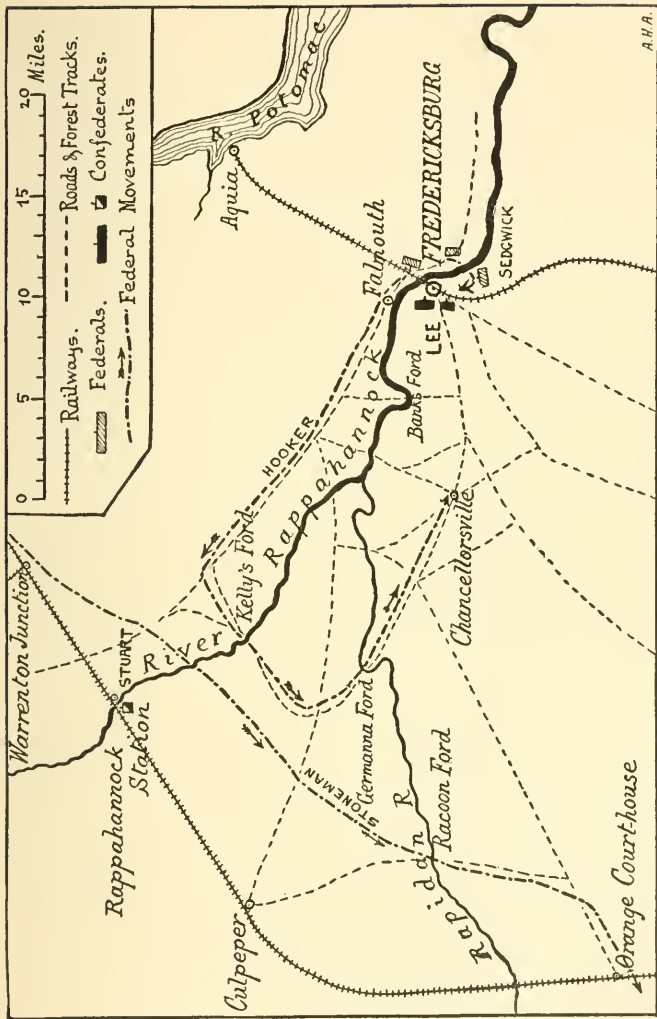 0 5 10 15 20 Miles.
Railways.
Roads & Forest Tracks.
Federals.
Confederates.
Federal Movements
Warrenton Junction
Rappahannock
Station
STUART
River Rappahannock
Kelly's Ford
HOOKER
Falmouth
Aquia
R. Potomac
FREDERICKSBURG
LEE
SEDGWICK
Banks Ford
Chancellorsville
Germanna Ford
STONEMAN
Culpeper
Racoon Ford
Rapidan R
Orange Court-house
A.H.A.